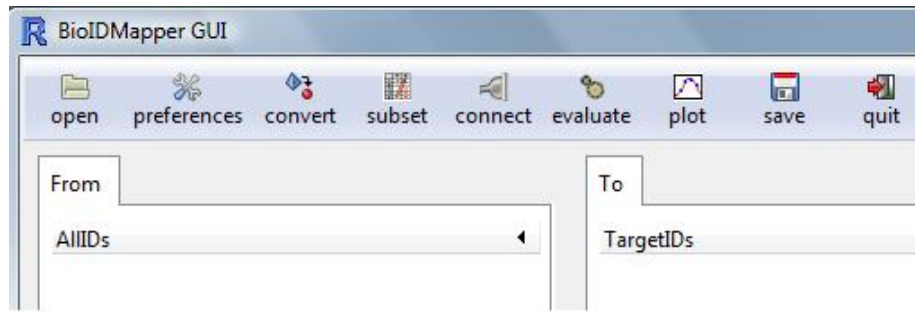 BioIDMapper GUI
open preferences convert subset connect evaluate plot save quit
From To
AllIDs TargetIDs